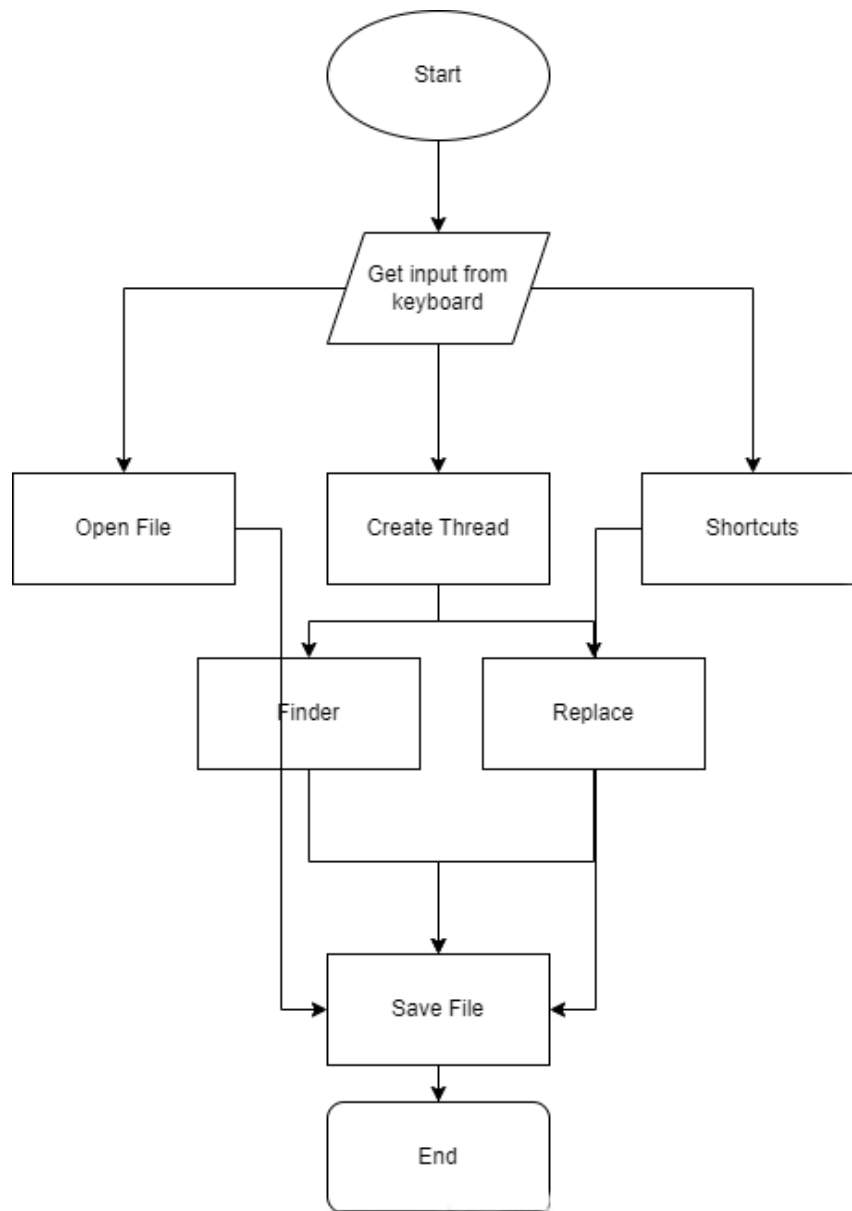 Start
Get input from
keyboard
Open File
Create Thread
Shortcuts
Finder
Replace
Save File
End